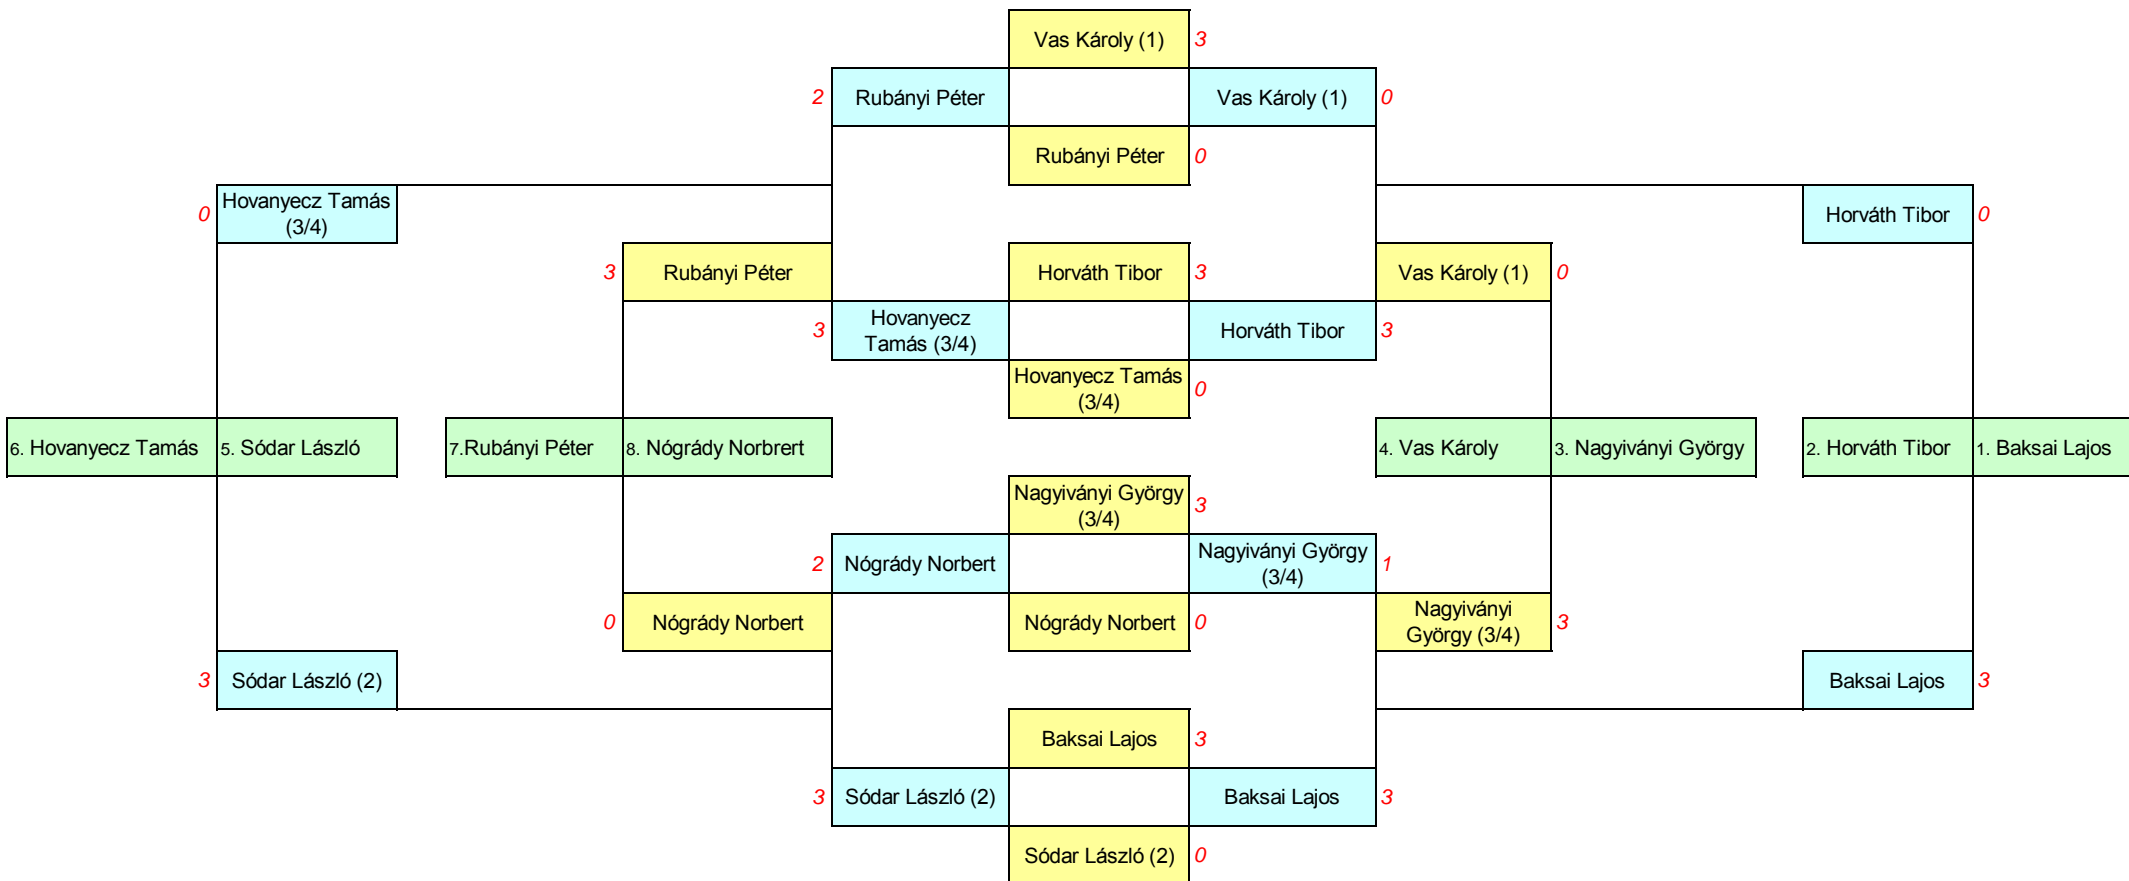 Vas Károly (1) 3
2 Rubányi Péter Vas Károly (1) 0
Rubányi Péter 0
0 Hovanyecz Tamás
(3/4)
Horváth Tibor 0
3 Rubányi Péter Horváth Tibor 3 Vas Károly (1) 0
3 Hovanyecz
Tamás (3/4)
Horváth Tibor 3
Hovanyecz Tamás
(3/4)
0
6. Hovanyecz Tamás 5. Sódar László 7.Rubányi Péter 8. Nógrády Norbrert 4. Vas Károly 3. Nagyiványi György 2. Horváth Tibor 1. Baksai Lajos
Nagyiványi György
(3/4)
3
2 Nógrády Norbert Nagyiványi György
(3/4)
1
0 Nógrády Norbert Nógrády Norbert 0 Nagyiványi
György (3/4)
3
3 Sódar László (2) Baksai Lajos 3
Baksai Lajos 3
3 Sódar László (2) Baksai Lajos 3
Sódar László (2) 0